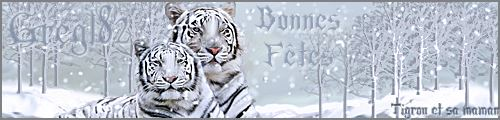 Greg182
Bonnes
Fêtes
Tigrou et sa maman